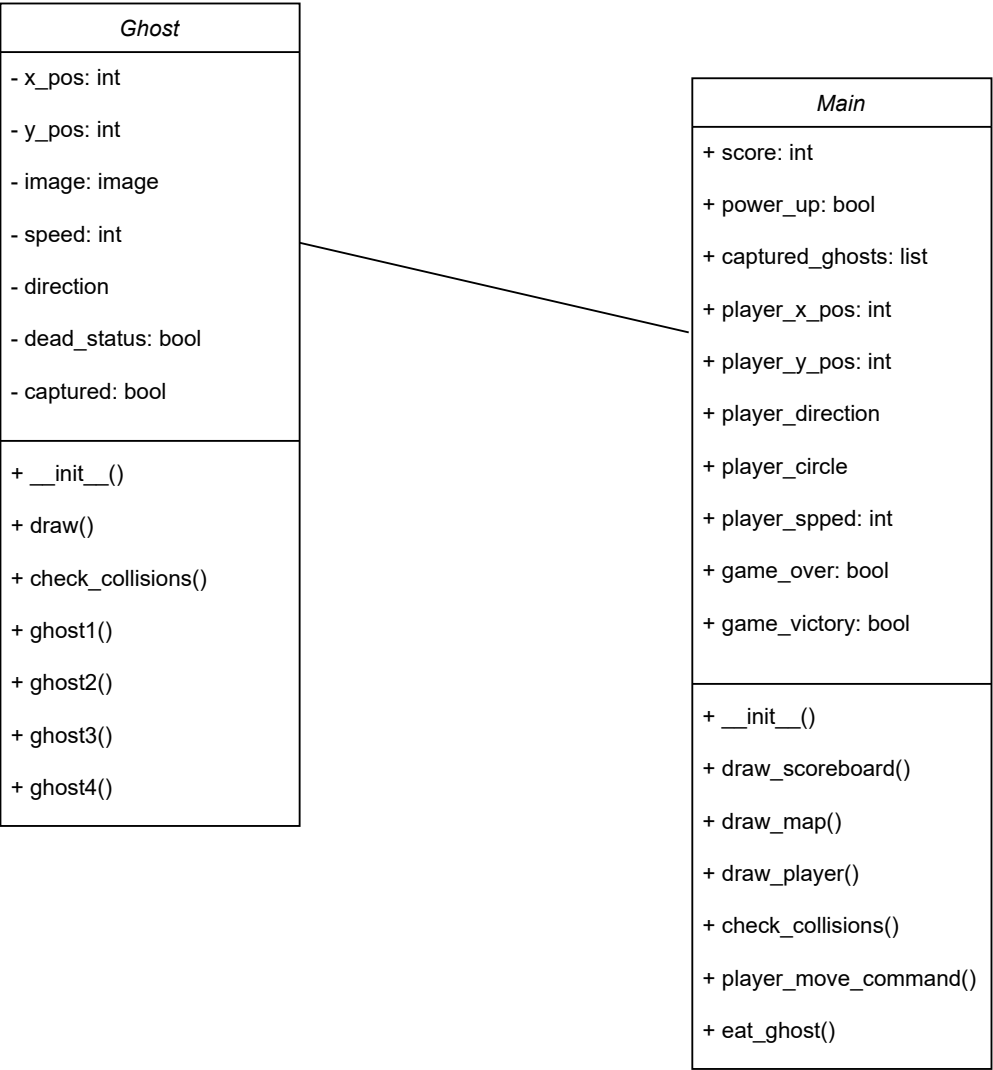 Ghost
- x_pos: int
- y_pos: int
- image: image
- speed: int
- direction
- dead_status: bool
- captured: bool
+ __init__()
+ draw()
+ check_collisions()
+ ghost1()
+ ghost2()
+ ghost3()
+ ghost4()
Main
+ score: int
+ power_up: bool
+ captured_ghosts: list
+ player_x_pos: int
+ player_y_pos: int
+ player_direction
+ player_circle
+ player_spped: int
+ game_over: bool
+ game_victory: bool
+ __init__()
+ draw_scoreboard()
+ draw_map()
+ draw_player()
+ check_collisions()
+ player_move_command()
+ eat_ghost()